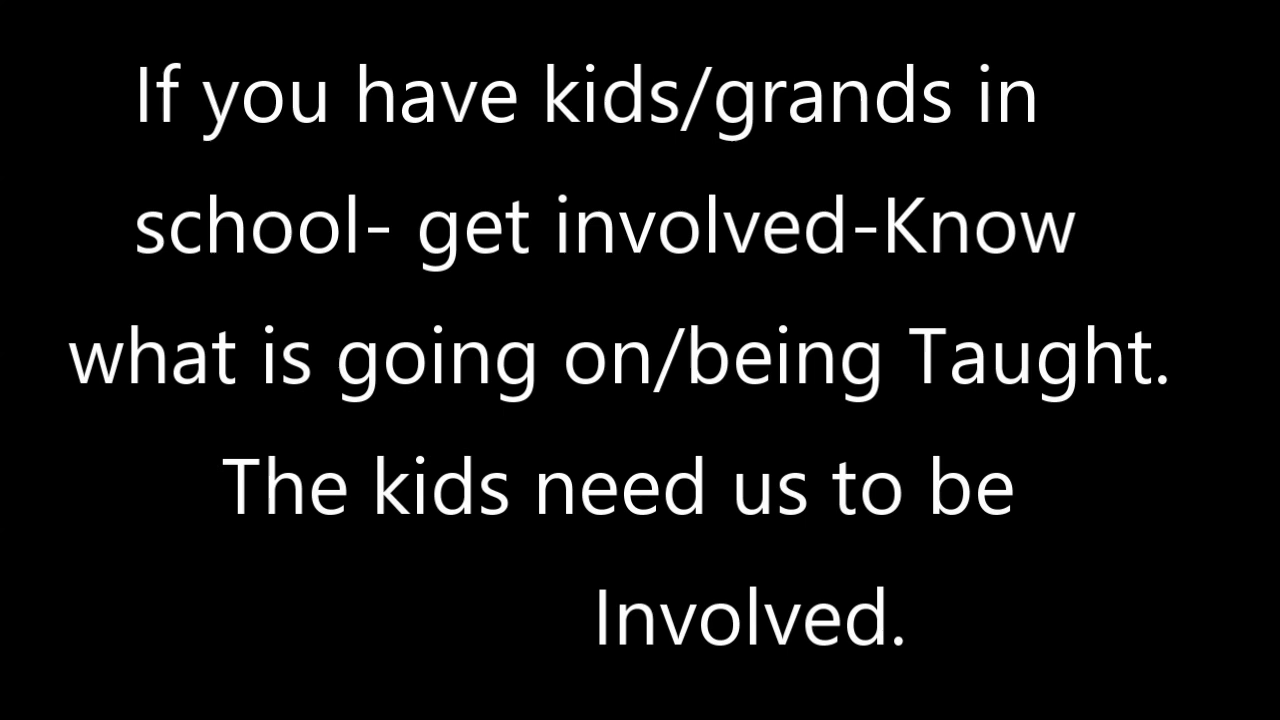 If you have kids/grands in
school- get involved-Know
what is going on/being Taught.
The kids need us to be
Involved.